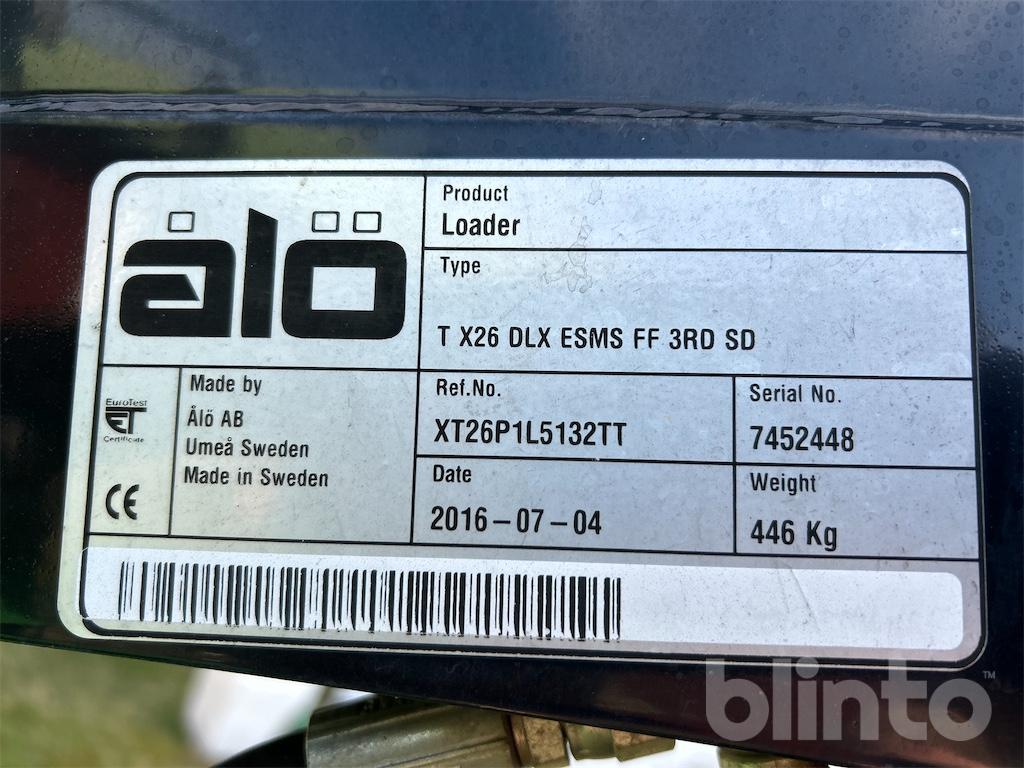 ålö
Product
Loader
Type
T X26 DLX ESMS FF 3RD SD
EuroTest
ET
Certificate
CE
Made by
Ålö AB
Umeå Sweden
Made in Sweden
Ref.No.
XT26P1L5132TT
Serial No.
7452448
Date
2016-07-04
Weight
446 Kg
blinto™